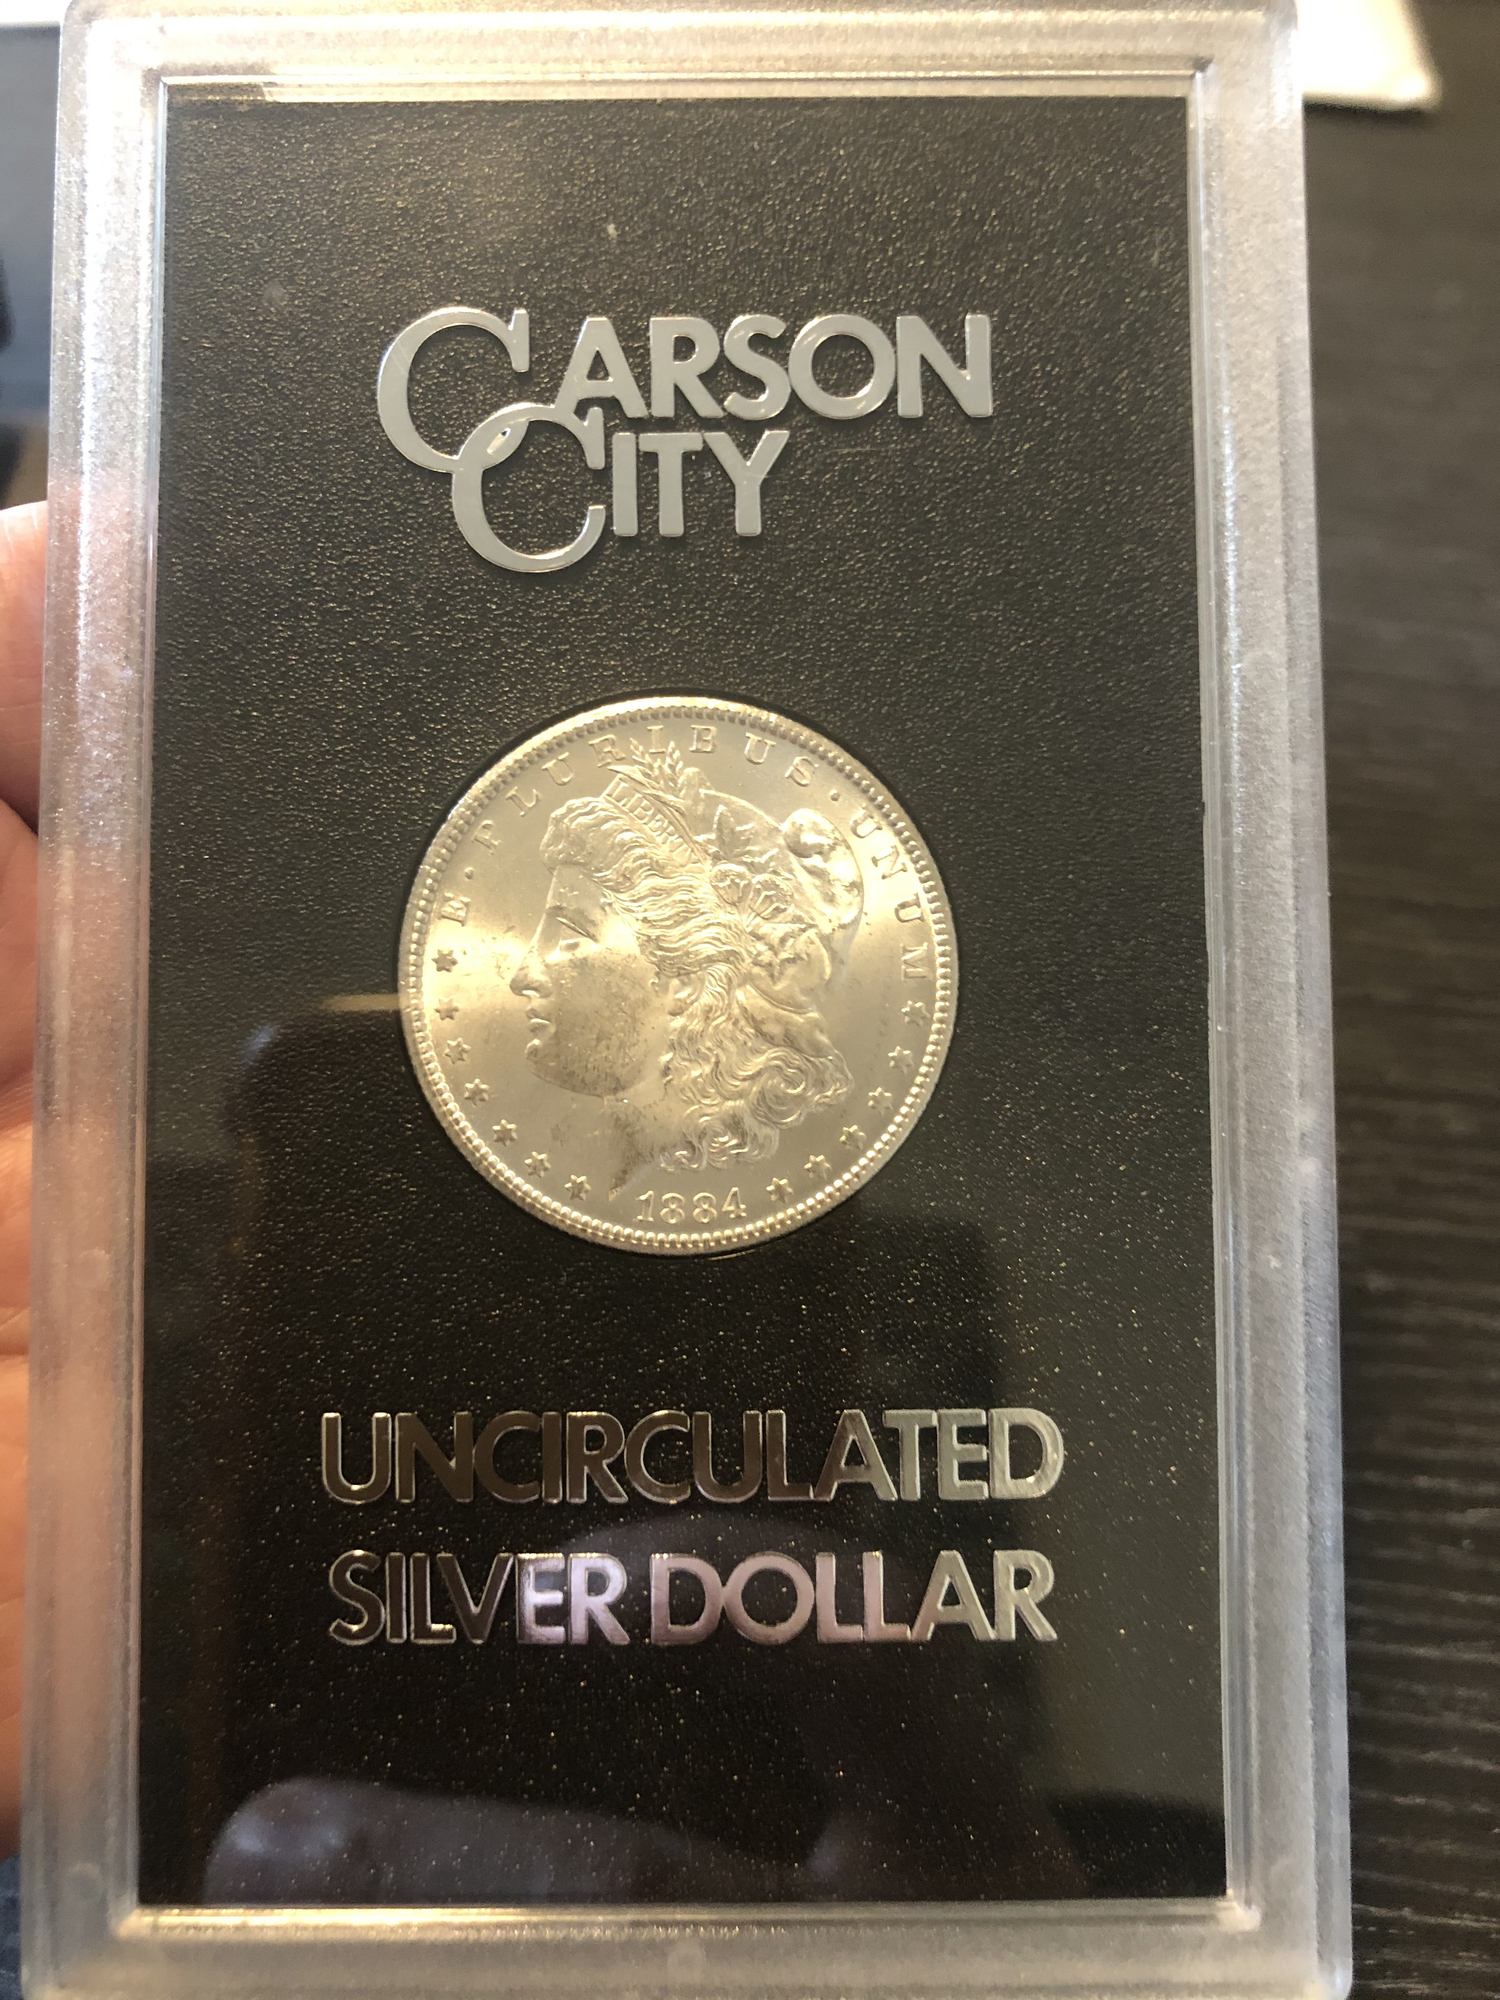 CARSON
CITY
E·PLURIBUS·UNUM
LIBERTY
1884
UNCIRCULATED
SILVER DOLLAR